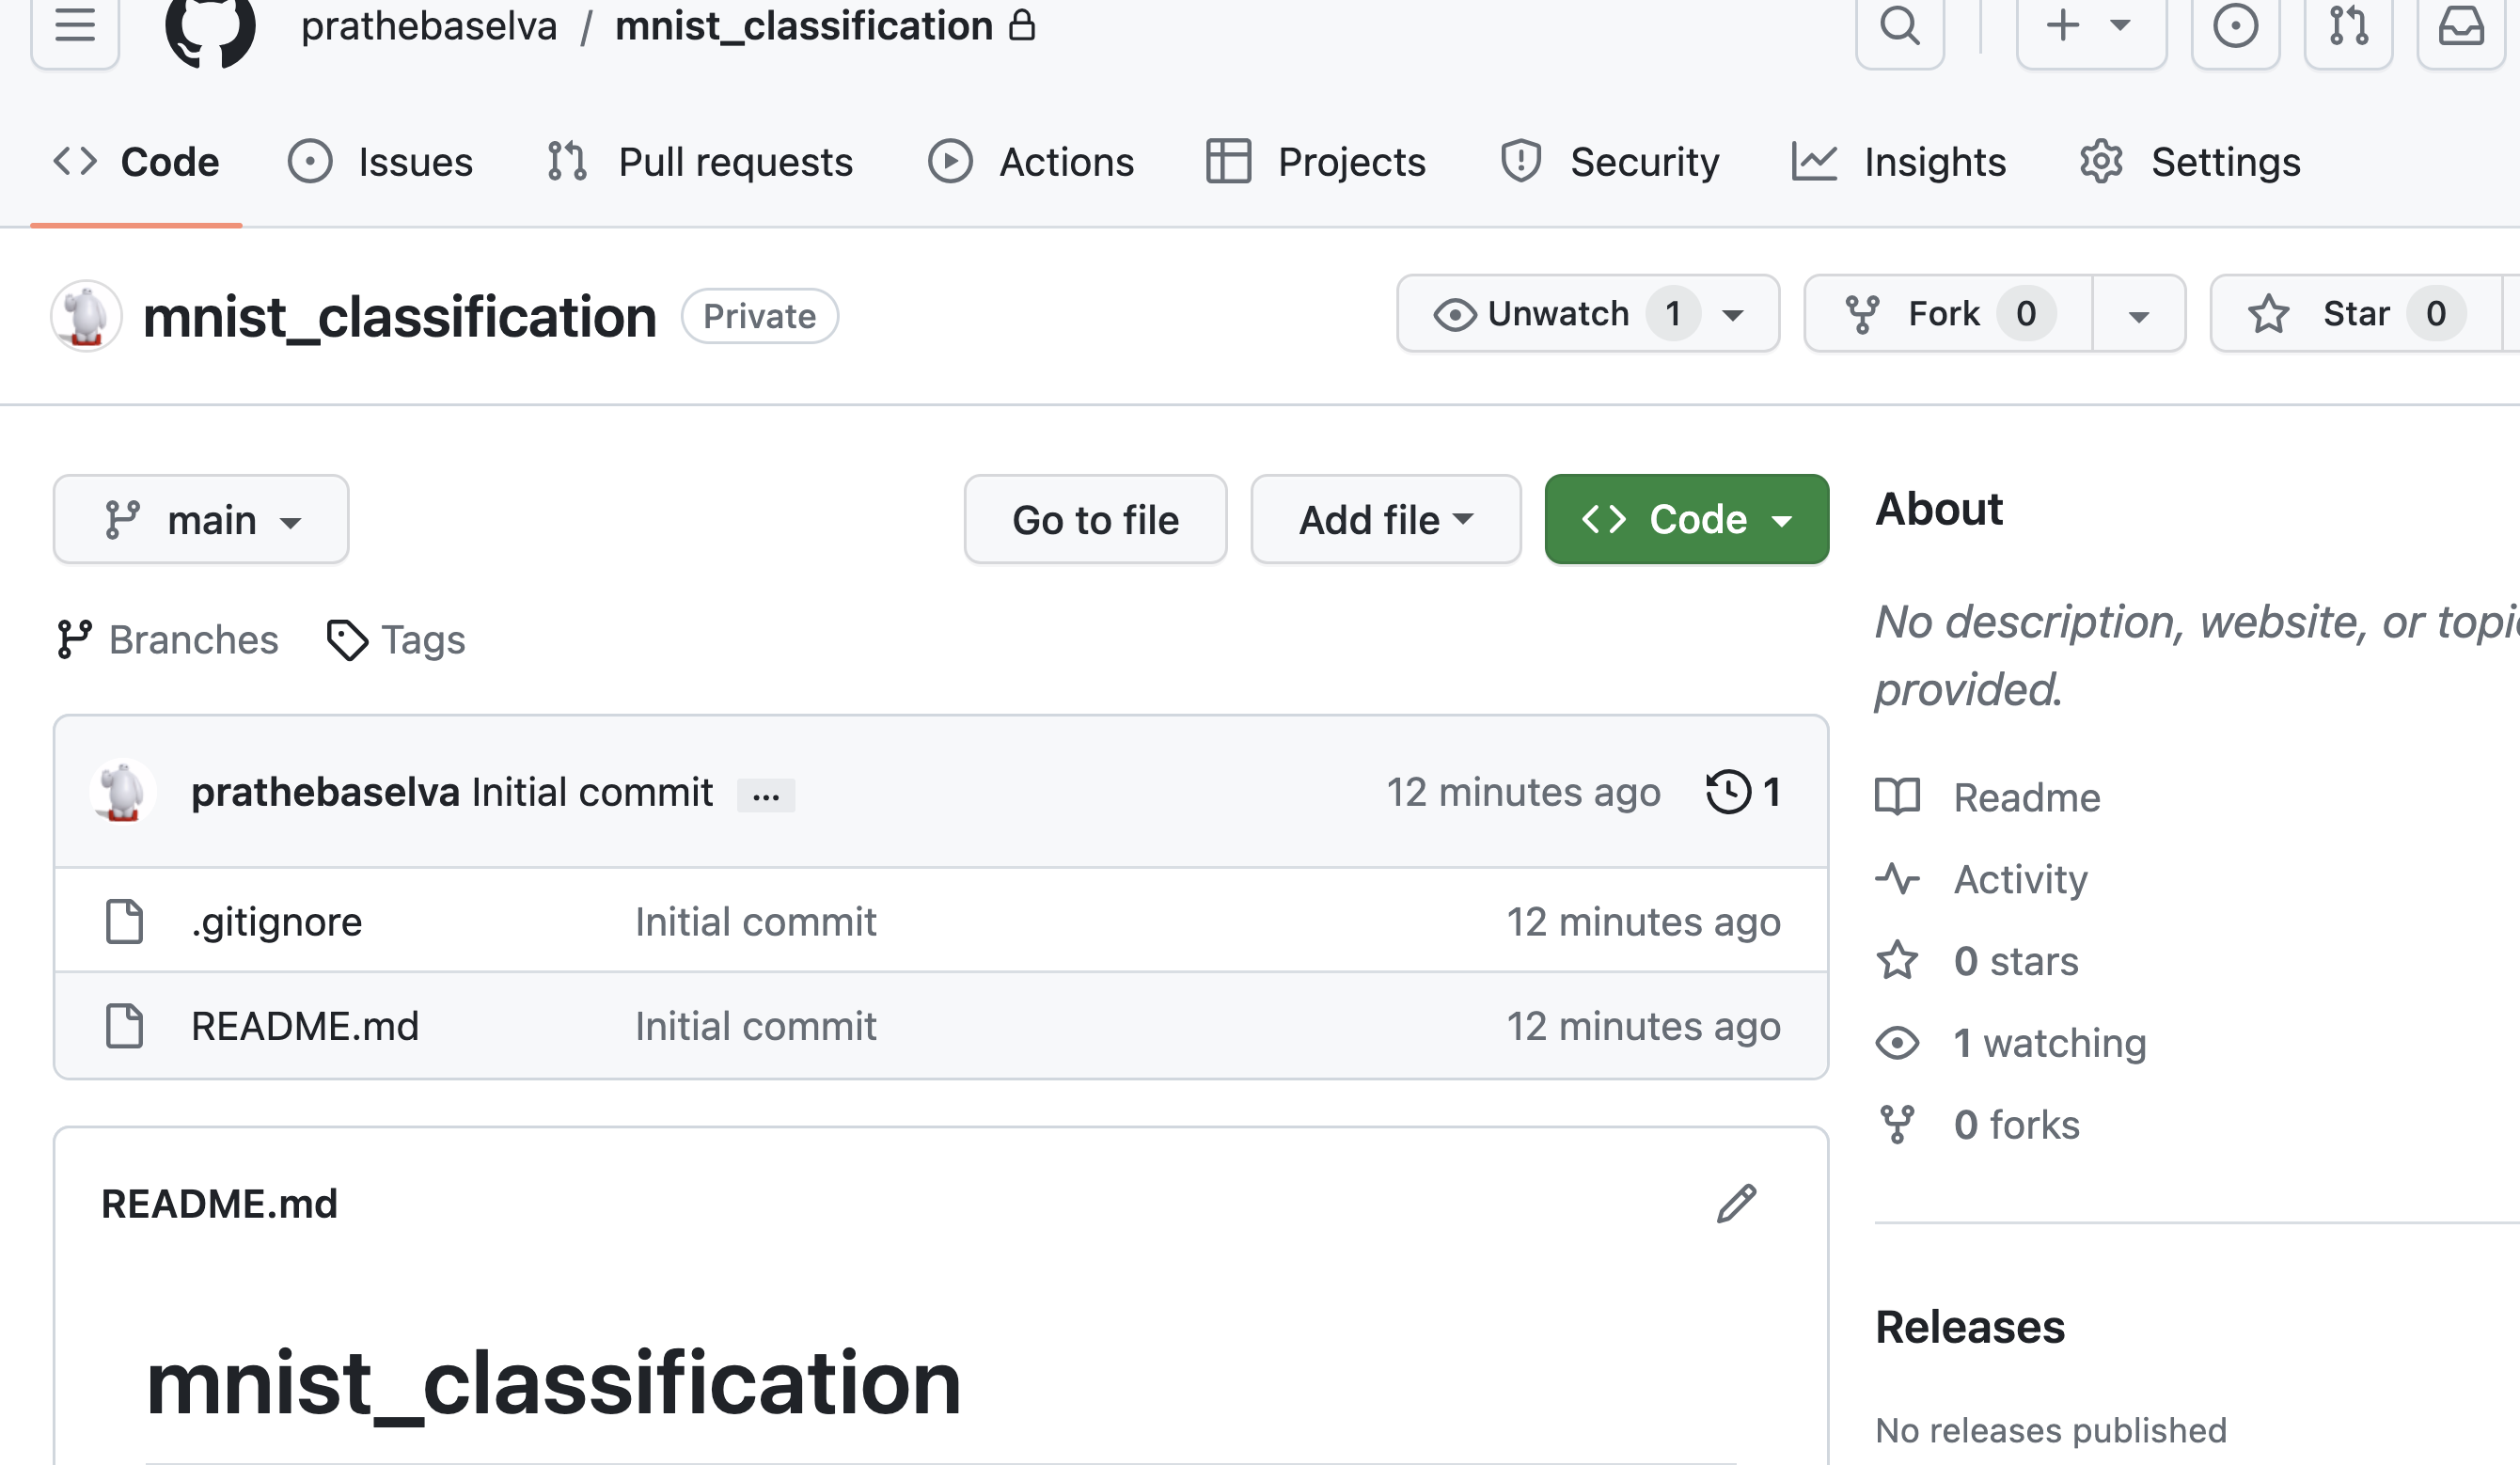 prathebaselva / mnist_classification
Code Issues Pull requests Actions Projects Security Insights Settings
mnist_classification Private Unwatch 1 Fork 0 Star 0
main Go to file Add file Code
Branches Tags
prathebaselva Initial commit ... 12 minutes ago 1
.gitignore Initial commit 12 minutes ago
README.md Initial commit 12 minutes ago
README.md
mnist_classification
About
No description, website, or
provided.
Readme
Activity
0 stars
1 watching
0 forks
Releases
No releases published